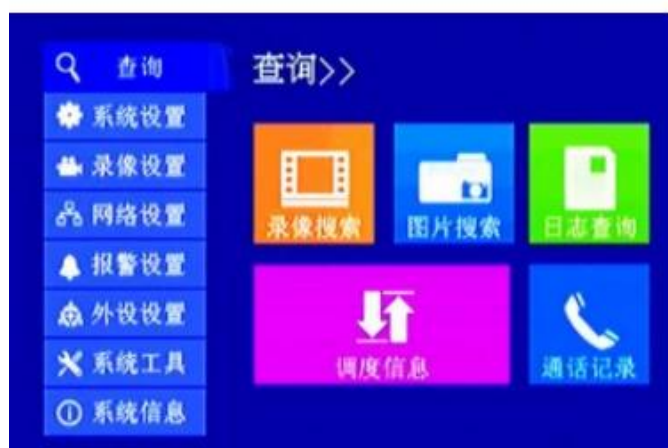 查询
系统设置
录像设置
网络设置
报警设置
外设设置
系统工具
系统信息
查询>>
录像搜索
图片搜索
日志查询
调度信息
通话记录